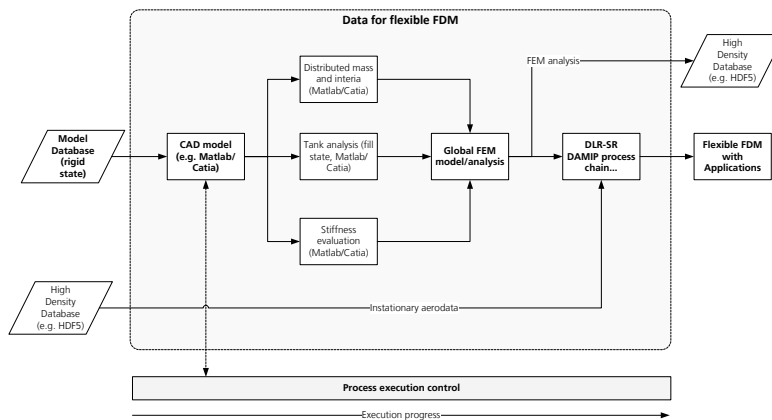 Data for flexible FDM
High
Density
Database
(e.g. HDF5)
FEM analysis
Distributed mass
and interia
(Matlab/Catia)
Model
Database
(rigid
state)
CAD model
(e.g. Matlab/
Catia)
Tank analysis (fill
state, Matlab/
Catia)
Global FEM
model/analysis
DLR-SR
DAMIP process
chain...
Flexible FDM
with
Applications
Stiffness
evaluation
(Matlab/Catia)
High
Density
Database
(e.g. HDF5)
Instationary aerodata
Process execution control
Execution progress